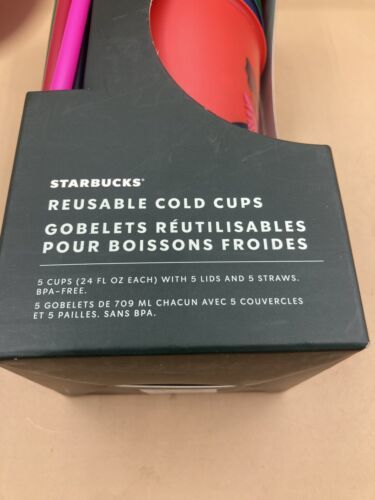 STARBUCKS®
REUSABLE COLD CUPS
GOBELETS RÉUTILISABLES
POUR BOISSONS FROIDES
5 CUPS (24 FL OZ EACH) WITH 5 LIDS AND 5 STRAWS.
BPA-FREE.
5 GOBELETS DE 709 ML CHACUN AVEC 5 COUVERCLES
ET 5 PAILLES. SANS BPA.